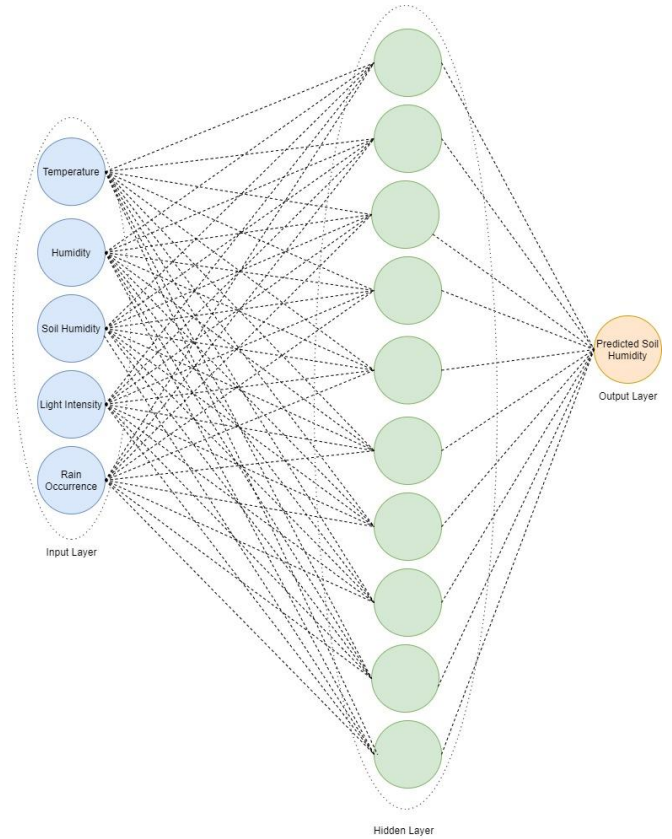 Temperature
Humidity
Soil Humidity
Light Intensity
Rain
Occurrence
Input Layer
Hidden Layer
Predicted Soil
Humidity
Output Layer